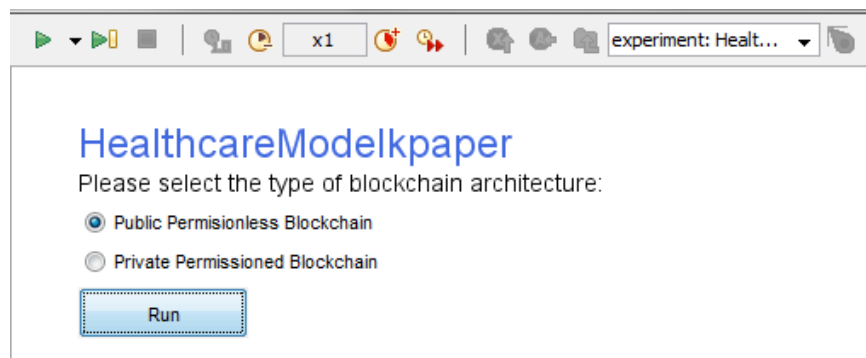 x1
experiment: Healt...
HealthcareModelkpaper
Please select the type of blockchain architecture:
Public Permisionless Blockchain
Private Permissioned Blockchain
Run